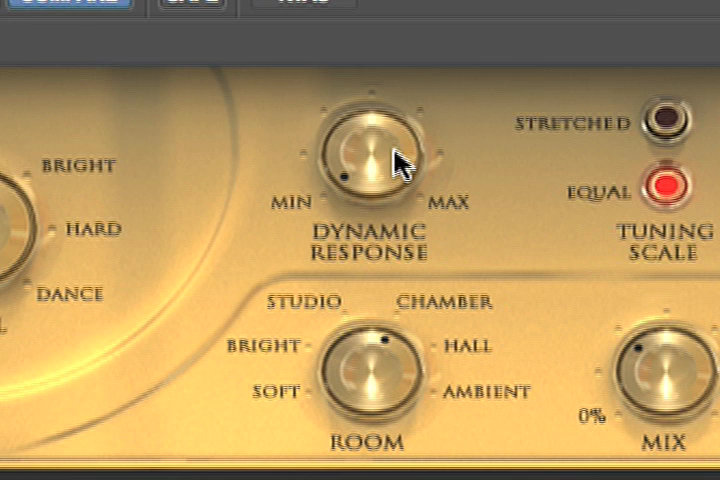 COMPARE
STRETCHED
BRIGHT
EQUAL
MIN
MAX
HARD
DYNAMIC
RESPONSE
TUNING
SCALE
DANCE
STUDIO
CHAMBER
BRIGHT
HALL
SOFT
AMBIENT
0%
ROOM
MIX